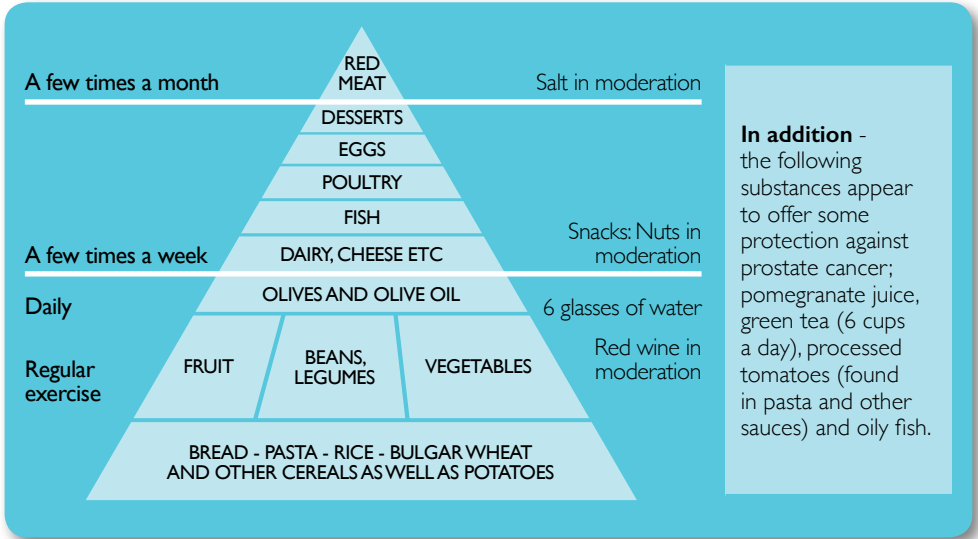 RED
MEAT
A few times a month
Salt in moderation
DESSERTS
EGGS
POULTRY
FISH
DAIRY, CHEESE ETC
A few times a week
Snacks: Nuts in
moderation
Daily
OLIVES AND OLIVE OIL
6 glasses of water
Regular
exercise
FRUIT
BEANS,
LEGUMES
VEGETABLES
Red wine in
moderation
BREAD - PASTA - RICE - BULGAR WHEAT
AND OTHER CEREALS AS WELL AS POTATOES
In addition -
the following
substances appear
to offer some
protection against
prostate cancer;
pomegranate juice,
green tea (6 cups
a day), processed
tomatoes (found
in pasta and other
sauces) and oily fish.